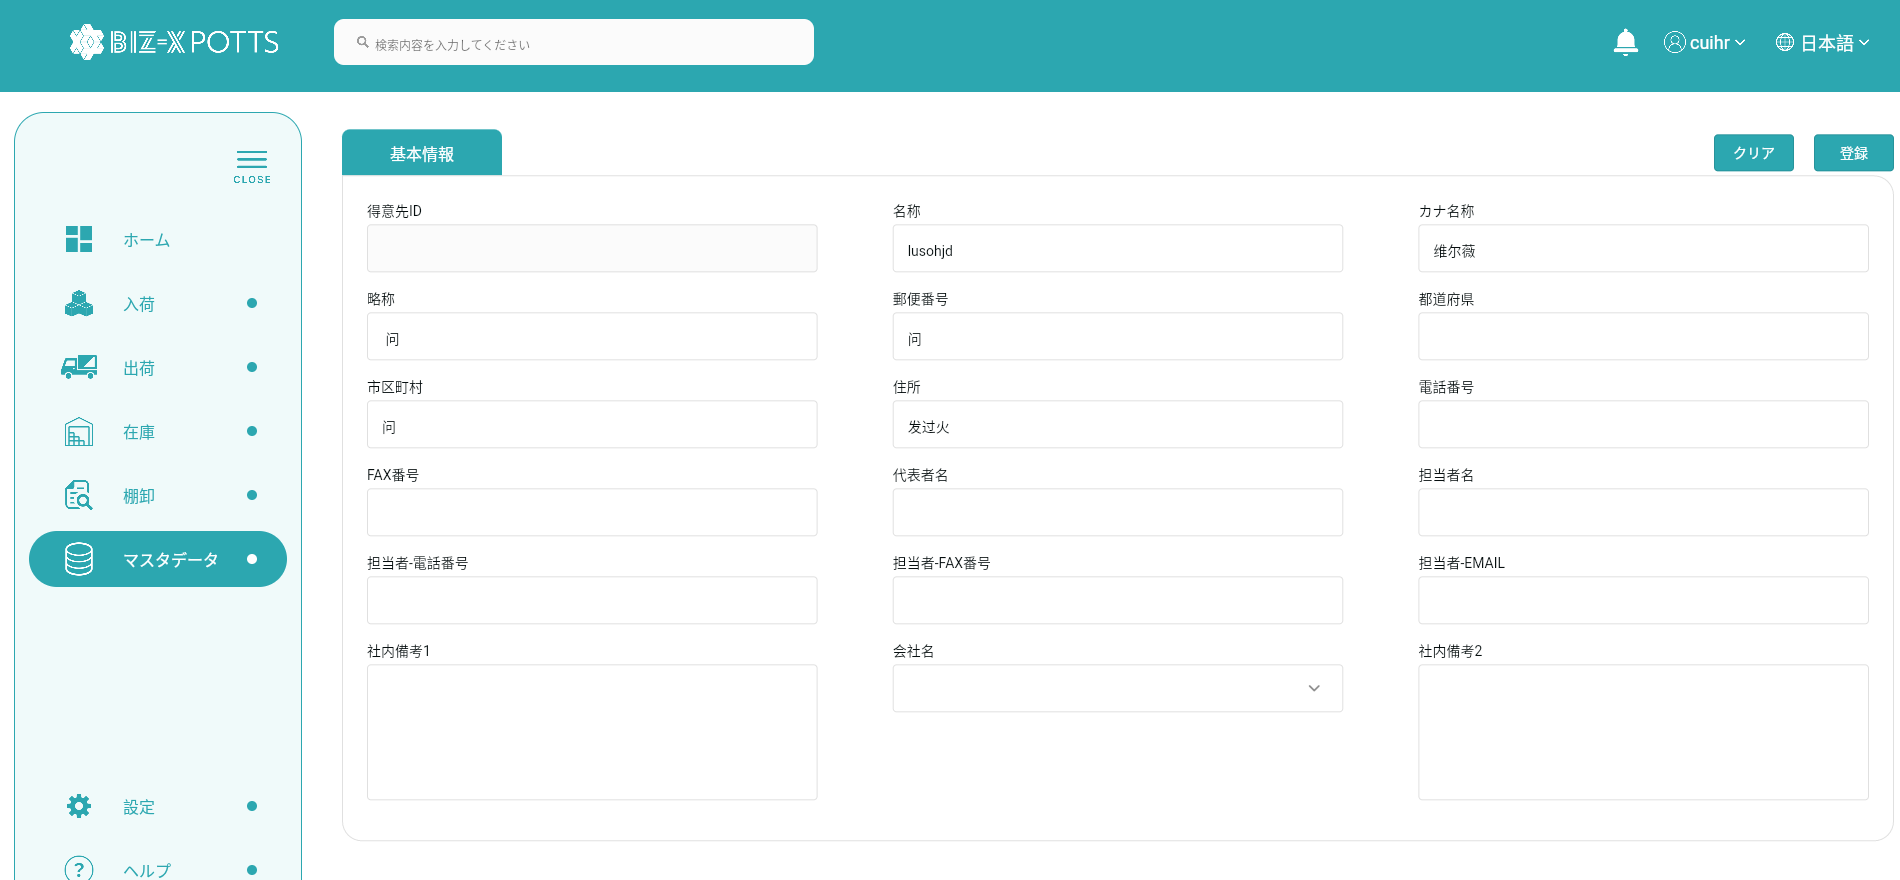 BIZ=X POTTS
検索内容を入力してください
cuihr
日本語
CLOSE
ホーム
入荷
出荷
在庫
棚卸
マスタデータ
設定
ヘルプ
基本情報
クリア
登録
得意先ID
名称
カナ名称
lusohjd
维尔薇
略称
郵便番号
都道府県
问
问
市区町村
住所
電話番号
问
发过火
FAX番号
代表者名
担当者名
担当者-電話番号
担当者-FAX番号
担当者-EMAIL
社内備考1
会社名
社内備考2